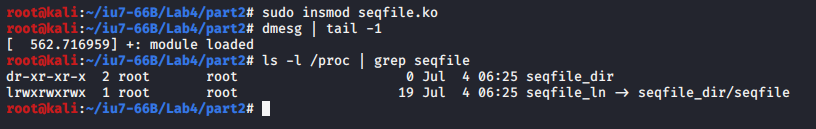 root@kali:~/iu7-66B/Lab4/part2# sudo insmod seqfile.ko
root@kali:~/iu7-66B/Lab4/part2# dmesg | tail -1
[  562.716959] +: module loaded
root@kali:~/iu7-66B/Lab4/part2# ls -l /proc | grep seqfile
dr-xr-xr-x  2 root       root                     0 Jul  4 06:25 seqfile_dir
lrwxrwxrwx  1 root       root                    19 Jul  4 06:25 seqfile_ln → seqfile_dir/seqfile
root@kali:~/iu7-66B/Lab4/part2#